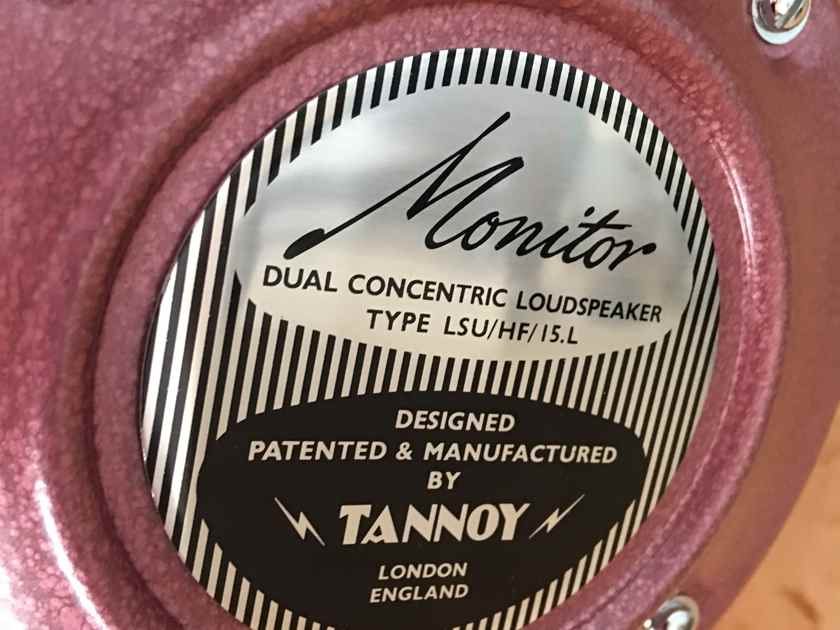 Monitor
DUAL CONCENTRIC LOUDSPEAKER
TYPE LSU/HF/15.L
DESIGNED
PATENTED & MANUFACTURED
BY
TANNOY
LONDON
ENGLAND